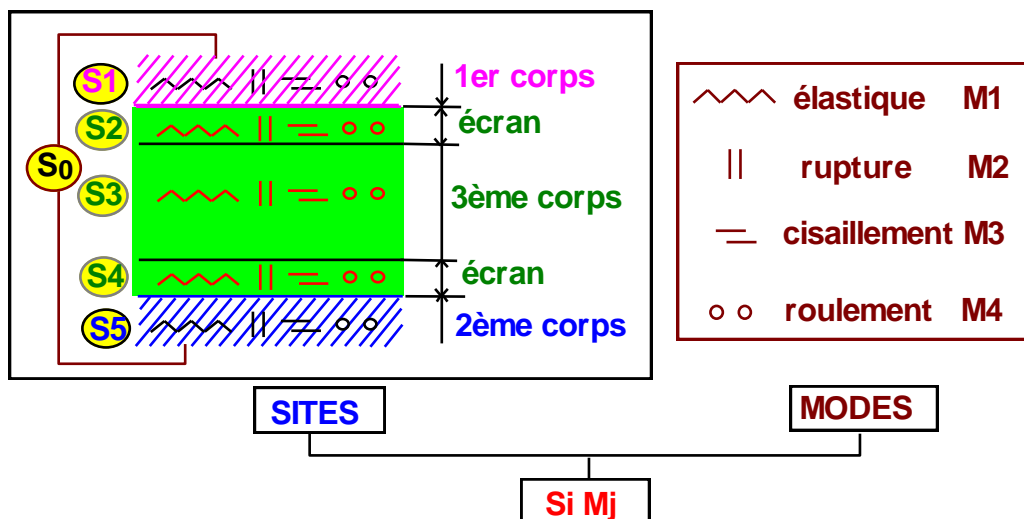 S1
1er corps
S2
écran
S0
S3
3ème corps
S4
écran
S5
2ème corps
élastique M1
rupture M2
cisaillement M3
roulement M4
SITES
MODES
Si Mj